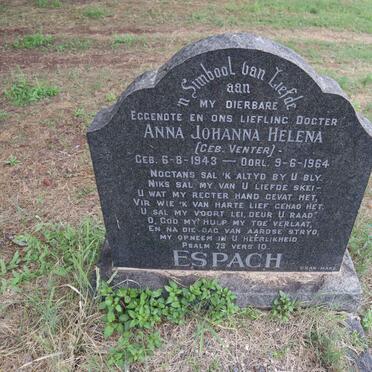 'n Simbool van Liefde
aan
MY DIERBARE
EGGENOTE EN ONS LIEFLING DOGTER
ANNA JOHANNA HELENA
(GEB. VENTER)
GEB. 6-8-1943 — OORL. 9-6-1964
NOGTANS SAL 'K ALTYD BY U BLY.
NIKS SAL MY VAN U LIEFDE SKEI-
U WAT MY REGTER HAND GEVAT HET,
VIR WIE 'K VAN HARTE LIEF GEHAD HET.
U SAL MY VOORT LEI, DEUR U RAAD
O, GOD MY HULP MY TOE VERLAAT,
EN NA DIE DAG VAN AARDSE STRYD,
MY OPNEEM IN U HEERLIKHEID
PSALM 73 VERS 10.
ESPACH